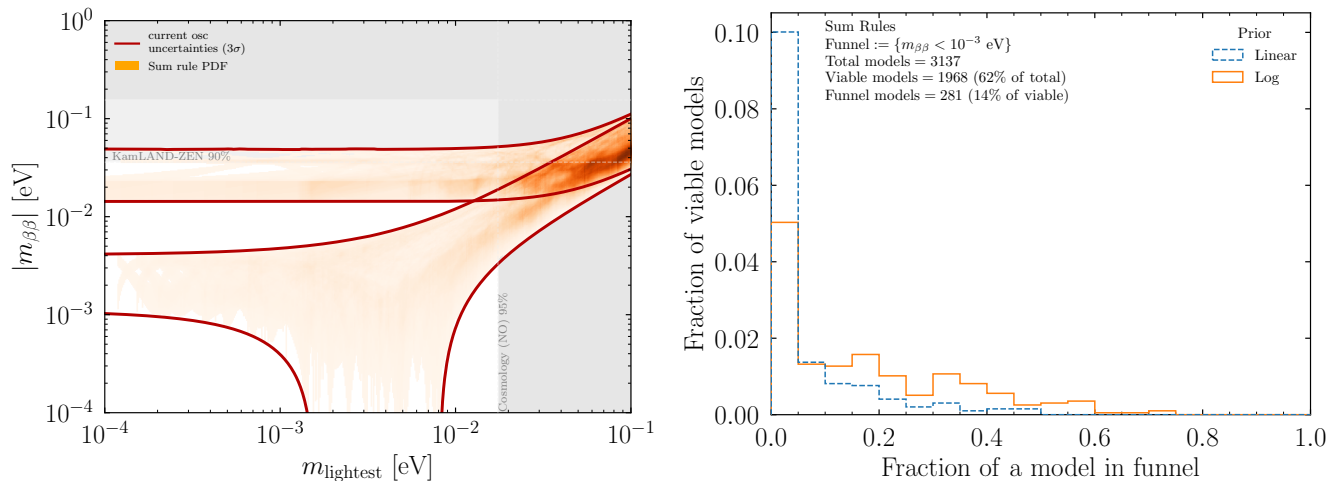 10⁰
10⁻¹
10⁻²
10⁻³
10⁻⁴
|m_ββ| [eV]
current osc
uncertainties (3σ)
Sum rule PDF
KamLAND-ZEN 90%
Cosmology (NO) 95%
10⁻⁴
10⁻³
10⁻²
10⁻¹
m_lightest [eV]
0.10
0.08
0.06
0.04
0.02
0.00
Fraction of viable models
Sum Rules
Funnel := {m_ββ < 10⁻³ eV}
Total models = 3137
Viable models = 1968 (62% of total)
Funnel models = 281 (14% of viable)
Prior
Linear
Log
0.0
0.2
0.4
0.6
0.8
1.0
Fraction of a model in funnel